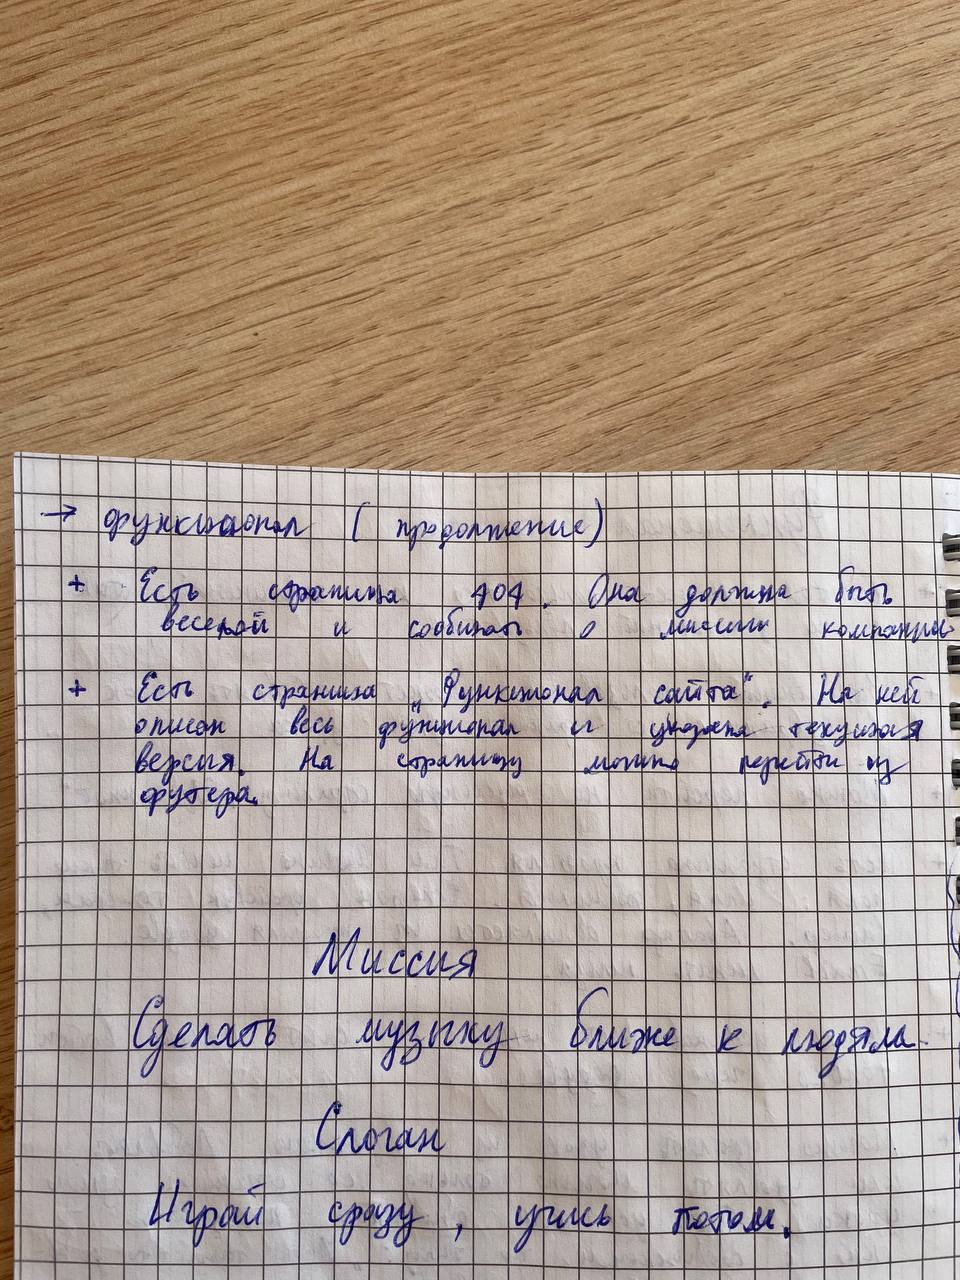 → функционал (продолжение)
+ Есть страница 404. Она должна быть
веселой и сообщать о миссии компании
+ Есть страница "Функционал сайта". На ней
описан весь функционал и указана текущая
версия. На страницу можно перейти из
футера.
Миссия
Сделать музыку ближе к людям.
Слоган
Играй сразу, учись потом.